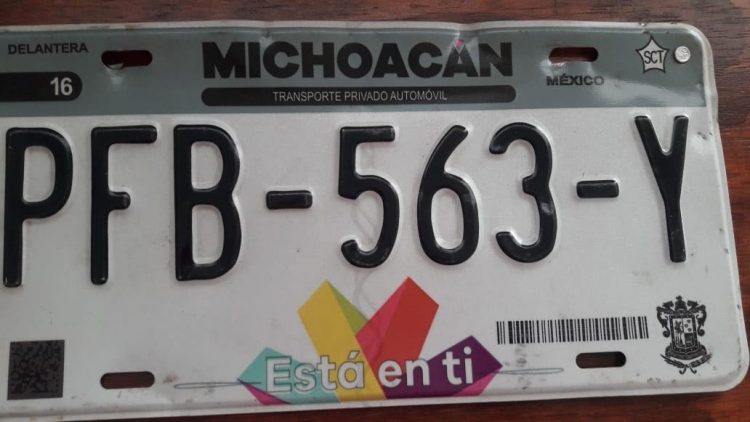 DELANTERA
16
MICHOACÁN
TRANSPORTE PRIVADO AUTOMÓVIL
MÉXICO
SCT
PFB-563-Y
Está en ti